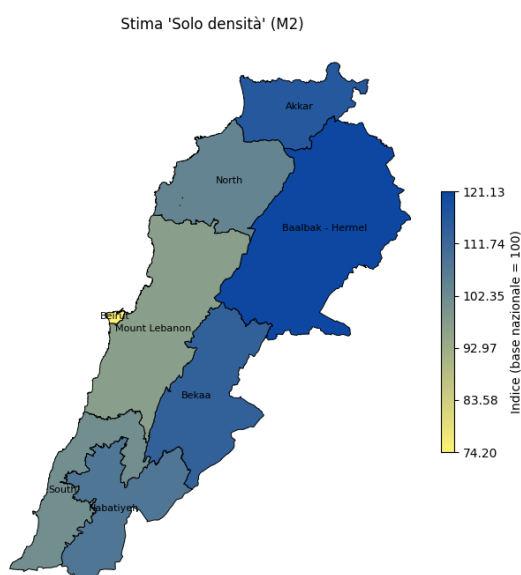 Stima 'Solo densità' (M2)
Akkar
North
Baalbak - Hermel
Beirut
Mount Lebanon
Bekaa
South
Nabatiyeh
121.13
111.74
102.35
92.97
83.58
74.20
Indice (base nazionale = 100)